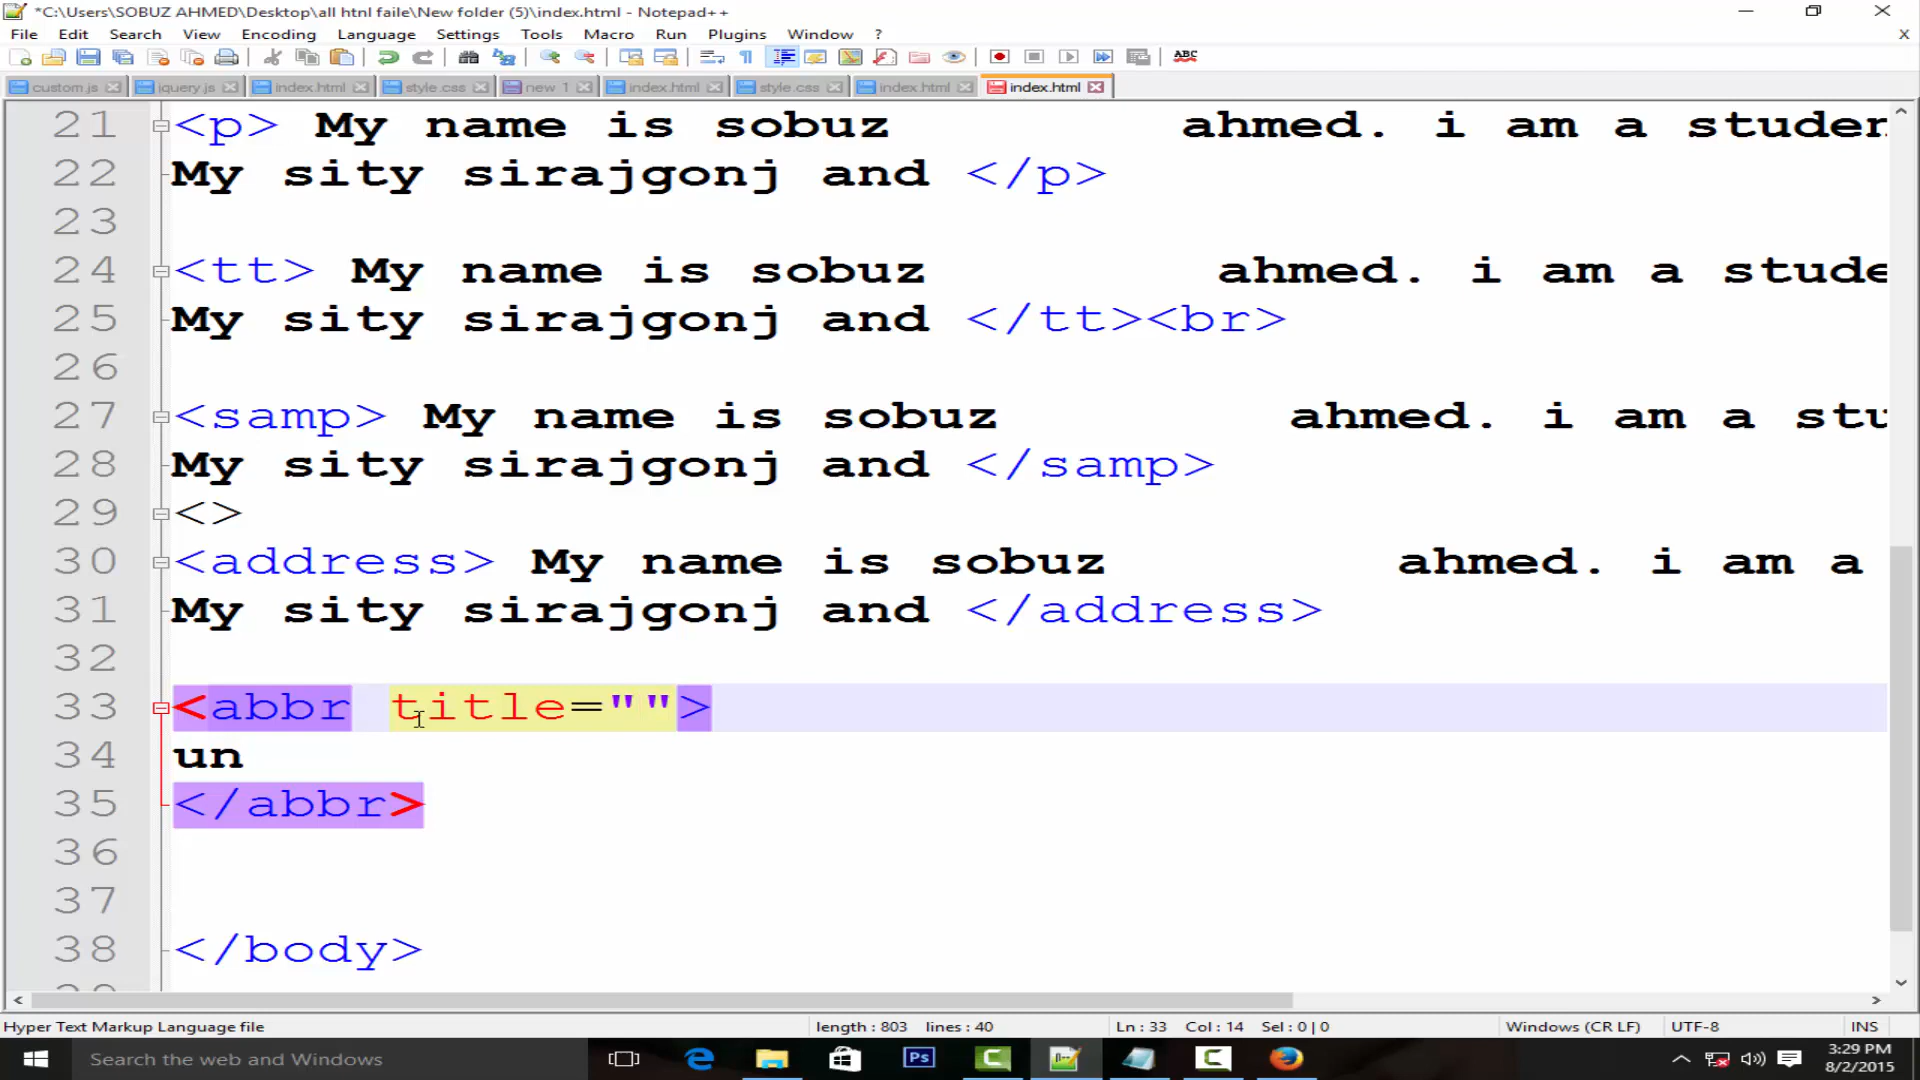 *C:\Users\SOBUZ AHMED\Desktop\all htnl faile\New folder (5)\index.html - Notepad++
File Edit Search View Encoding Language Settings Tools Macro Run Plugins Window ? X
ABC
custom.js jquery.js index.html style.css new 1 index.html style.css index.html index.html
21 <p> My name is sobuz ahmed. i am a studen
22 My sity sirajgonj and </p>
23
24 <tt> My name is sobuz ahmed. i am a stude
25 My sity sirajgonj and </tt><br>
26
27 <samp> My name is sobuz ahmed. i am a stu
28 My sity sirajgonj and </samp>
29 <>
30 <address> My name is sobuz ahmed. i am a
31 My sity sirajgonj and </address>
32
33 <abbr title="">
34 un
35 </abbr>
36
37
38 </body>
Hyper Text Markup Language file length : 803 lines : 40 Ln : 33 Col : 14 Sel : 0 | 0 Windows (CR LF) UTF-8 INS
Search the web and Windows Ps 3:29 PM
8/2/2015